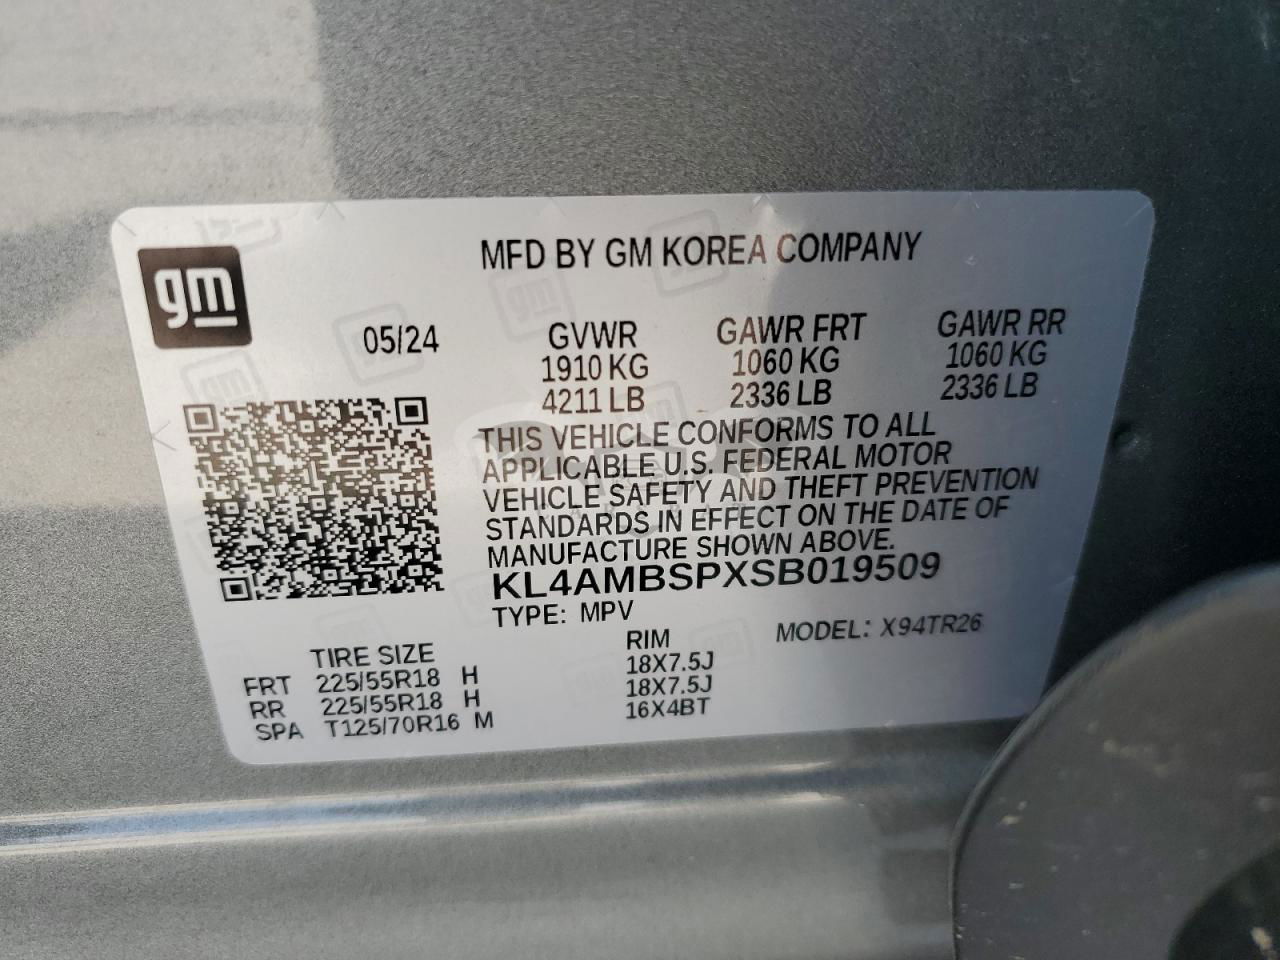 gm
MFD BY GM KOREA COMPANY
05/24
GVWR GAWR FRT GAWR RR
1910 KG 1060 KG 1060 KG
4211 LB 2336 LB 2336 LB
THIS VEHICLE CONFORMS TO ALL
APPLICABLE U.S. FEDERAL MOTOR
VEHICLE SAFETY AND THEFT PREVENTION
STANDARDS IN EFFECT ON THE DATE OF
MANUFACTURE SHOWN ABOVE.
KL4AMBSPXSB019509
TYPE: MPV
MODEL: X94TR26
TIRE SIZE RIM
FRT 225/55R18 H 18X7.5J
RR 225/55R18 H 18X7.5J
SPA T125/70R16 M 16X4BT